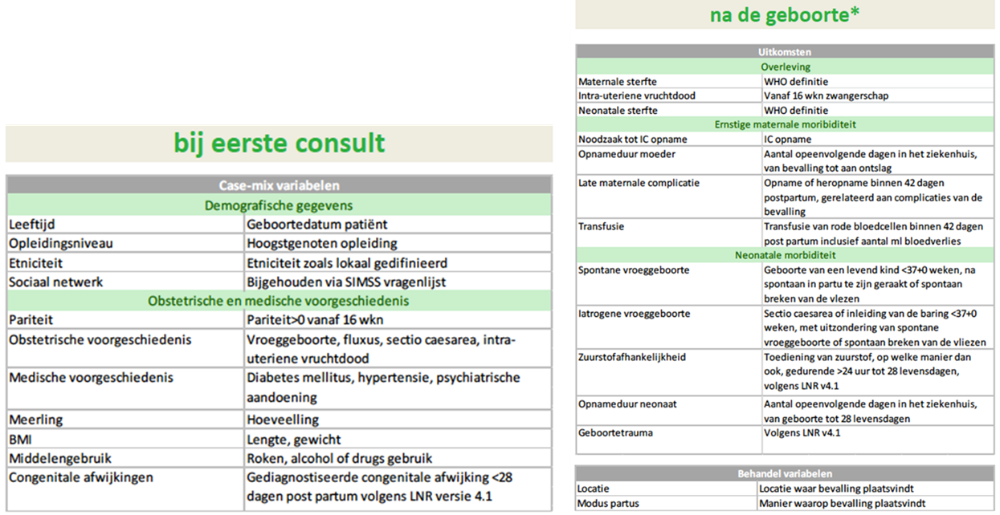 bij eerste consult
Case-mix variabelen
Demografische gegevens
Leeftijd Geboortedatum patiënt
Opleidingsniveau Hoogstgenoten opleiding
Etniciteit Etniciteit zoals lokaal gedifinieerd
Sociaal netwerk Bijgehouden via SIMSS vragenlijst
Obstetrische en medische voorgeschiedenis
Pariteit Pariteit>0 vanaf 16 wkn
Obstetrische voorgeschiedenis Vroeggeboorte, fluxus, sectio caesarea, intra-
uteriene vruchtdood
Medische voorgeschiedenis Diabetes mellitus, hypertensie, psychiatrische
aandoening
Meerling Hoeveelling
BMI Lengte, gewicht
Middelengebruik Roken, alcohol of drugs gebruik
Congenitale afwijkingen Gediagnostiseerde congenitale afwijking <28
dagen post partum volgens LNR versie 4.1
na de geboorte*
Uitkomsten
Overleving
Maternale sterfte WHO definitie
Intra-uteriene vruchtdood Vanaf 16 wkn zwangerschap
Neonatale sterfte WHO definitie
Ernstige maternale moribiditeit
Noodzaak tot IC opname IC opname
Opnameduur moeder Aantal opeenvolgende dagen in het ziekenhuis,
van bevalling tot aan ontslag
Late maternale complicatie Opname of heropname binnen 42 dagen
postpartum, gerelateerd aan complicaties van de
bevalling
Transfusie Transfusie van rode bloedcellen binnen 42 dagen
post partum inclusief aantal ml bloedverlies
Neonatale morbiditeit
Spontane vroeggeboorte Geboorte van een levend kind <37+0 weken, na
spontaan in partu te zijn geraakt of spontaan
breken van de vlezen
Iatrogene vroeggeboorte Sectio caesarea of inleiding van de baring <37+0
weken, met uitzondering van spontane
vroeggeboorte of spontaan breken van de vliezen
Zuurstofafhankelijkheid Toediening van zuurstof, op welke manier dan
ook, gedurende >24 uur tot 28 levensdagen,
volgens LNR v4.1
Opnameduur neonaat Aantal opeenvolgende dagen in het ziekenhuis,
van geboorte tot 28 levensdagen
Geboortetrauma Volgens LNR v4.1
Behandel variabelen
Locatie Locatie waar bevalling plaatsvindt
Modus partus Manier waarop bevalling plaatsvindt